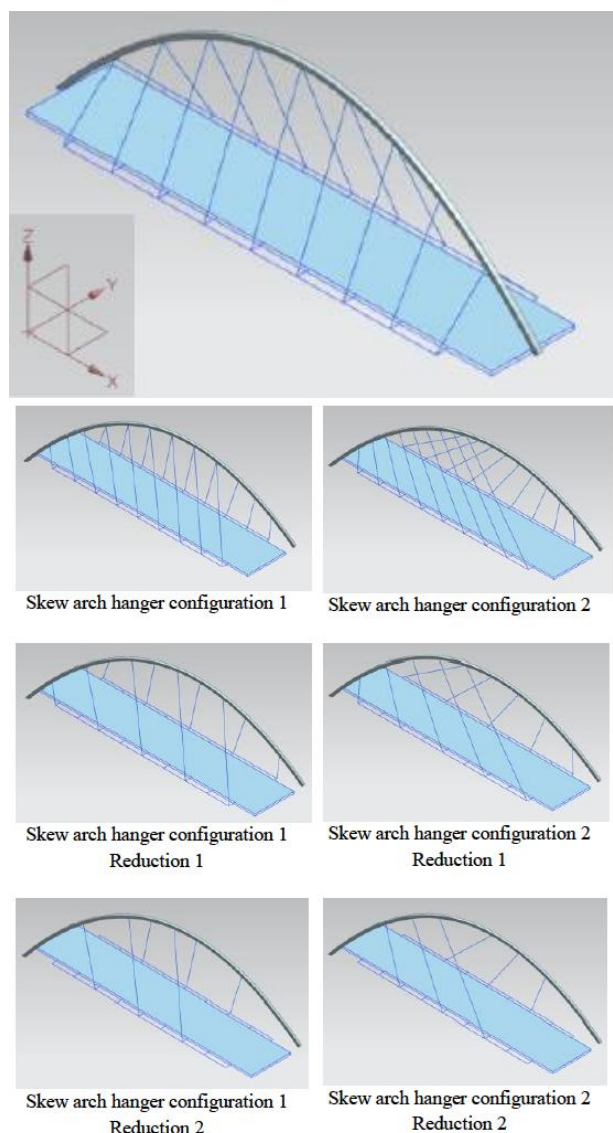 Z
Y
X
Skew arch hanger configuration 1
Skew arch hanger configuration 2
Skew arch hanger configuration 1
Reduction 1
Skew arch hanger configuration 2
Reduction 1
Skew arch hanger configuration 1
Reduction 2
Skew arch hanger configuration 2
Reduction 2